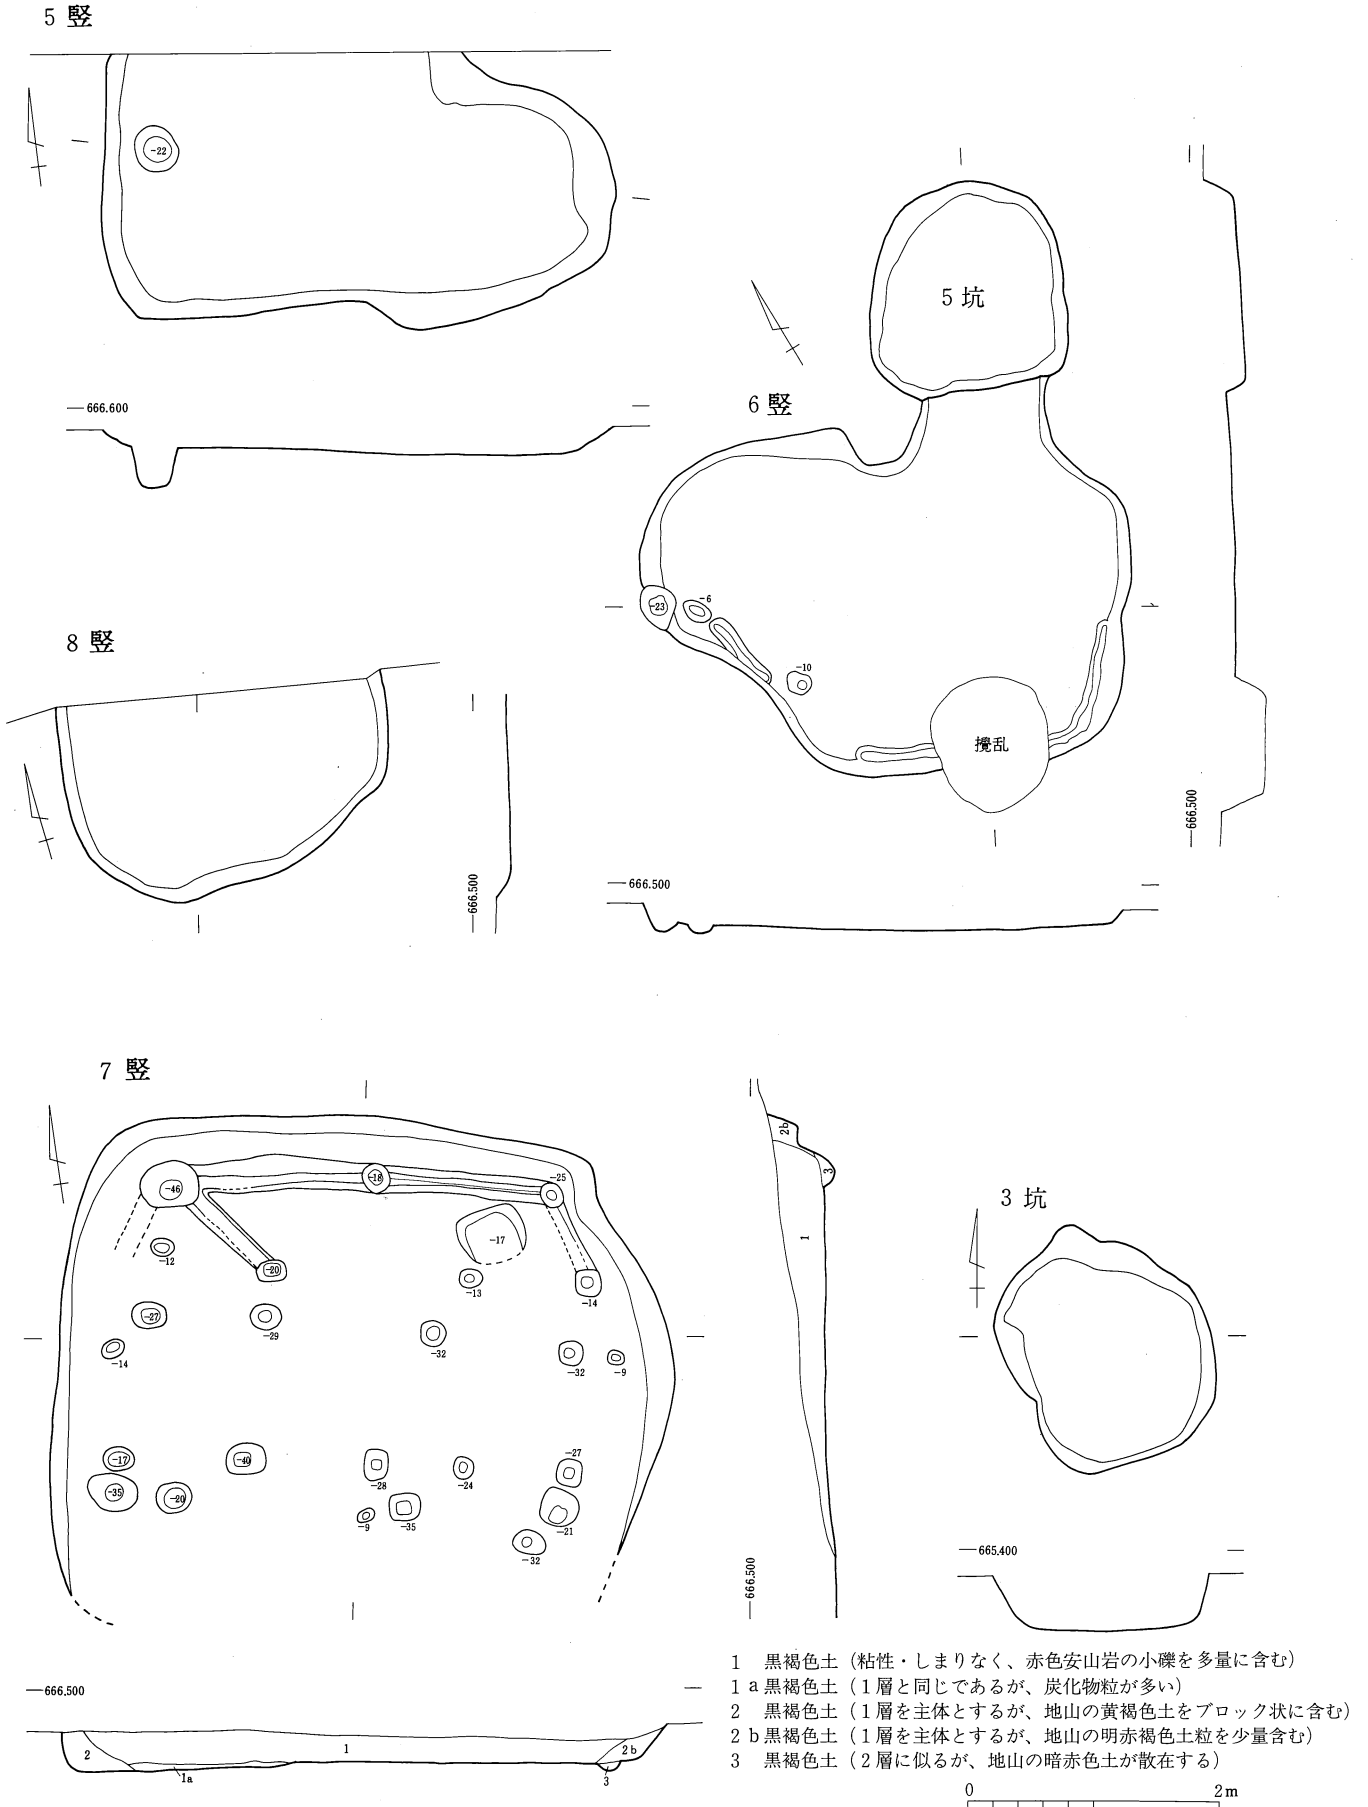 5 竪
-22
666.600
5 坑
6 竪
-23
-6
-10
攪乱
666.500
666.500
8 竪
666.500
7 竪
-46
-18
-25
-17
-12
-20
-13
-14
-27
-29
-14
-32
-32
-9
-17
-40
-28
-24
-27
-35
-20
-9
-35
-21
-32
2b
3
1
666.500
3 坑
665.400
666.500
2
1
2b
1a
3
1 黒褐色土（粘性・しまりなく、赤色安山岩の小礫を多量に含む）
1a 黒褐色土（1層と同じであるが、炭化物粒が多い）
2 黒褐色土（1層を主体とするが、地山の黄褐色土をブロック状に含む）
2b 黒褐色土（1層を主体とするが、地山の明赤褐色土粒を少量含む）
3 黒褐色土（2層に似るが、地山の暗赤色土が散在する）
0 2m